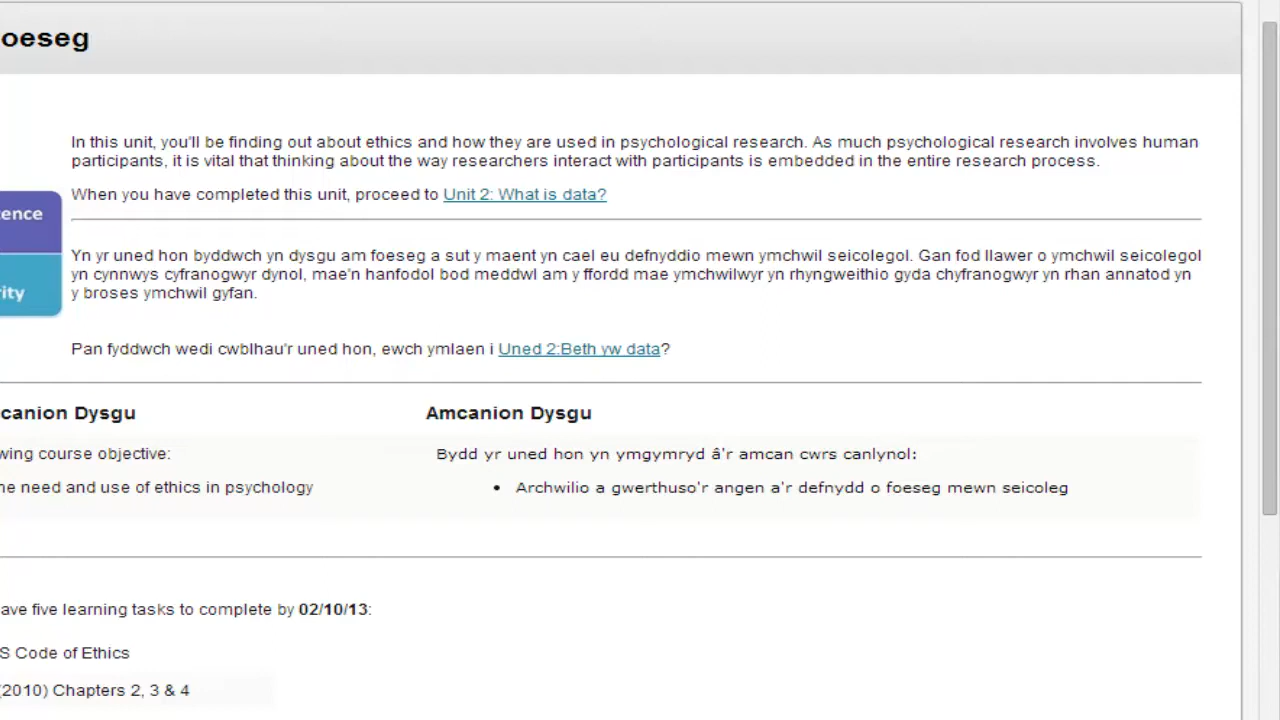 oeseg
In this unit, you'll be finding out about ethics and how they are used in psychological research. As much psychological research involves human
participants, it is vital that thinking about the way researchers interact with participants is embedded in the entire research process.
When you have completed this unit, proceed to Unit 2: What is data?
ence
rity
Yn yr uned hon byddwch yn dysgu am foeseg a sut y maent yn cael eu defnyddio mewn ymchwil seicolegol. Gan fod llawer o ymchwil seicolegol
yn cynnwys cyfranogwyr dynol, mae'n hanfodol bod meddwl am y ffordd mae ymchwilwyr yn rhyngweithio gyda chyfranogwyr yn rhan annatod yn
y broses ymchwil gyfan.
Pan fyddwch wedi cwblhau'r uned hon, ewch ymlaen i Uned 2:Beth yw data?
canion Dysgu
wing course objective:
ne need and use of ethics in psychology
Amcanion Dysgu
Bydd yr uned hon yn ymgymryd â'r amcan cwrs canlynol:
• Archwilio a gwerthuso'r angen a'r defnydd o foeseg mewn seicoleg
ave five learning tasks to complete by 02/10/13:
S Code of Ethics
(2010) Chapters 2, 3 & 4